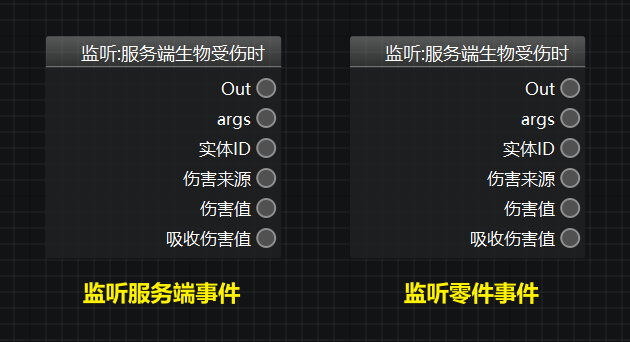 监听:服务端生物受伤时
Out
args
实体ID
伤害来源
伤害值
吸收伤害值
监听服务端事件
监听:服务端生物受伤时
Out
args
实体ID
伤害来源
伤害值
吸收伤害值
监听零件事件